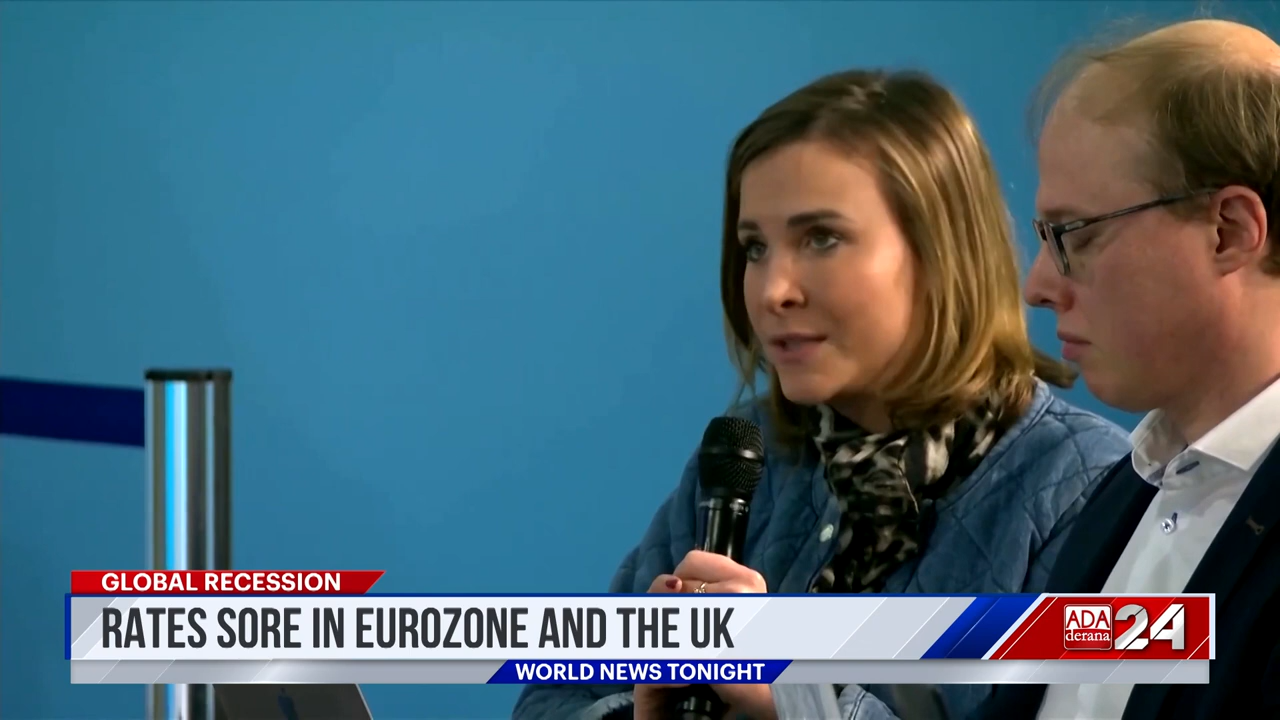 GLOBAL RECESSION
RATES SORE IN EUROZONE AND THE UK
ADA
derana
24
WORLD NEWS TONIGHT